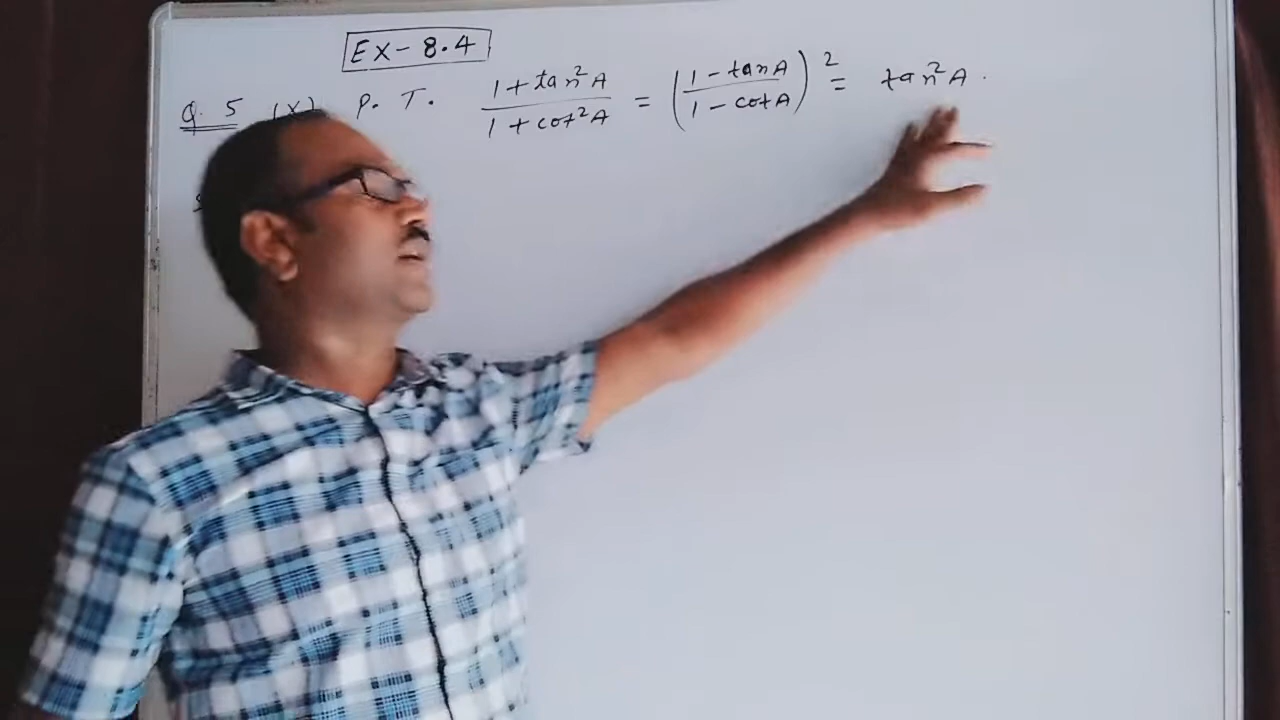 EX - 8.4
Q. 5 (X) P. T. (1 + tan²A)/(1 + cot²A) = ((1 - tanA)/(1 - cotA))² = tan²A.